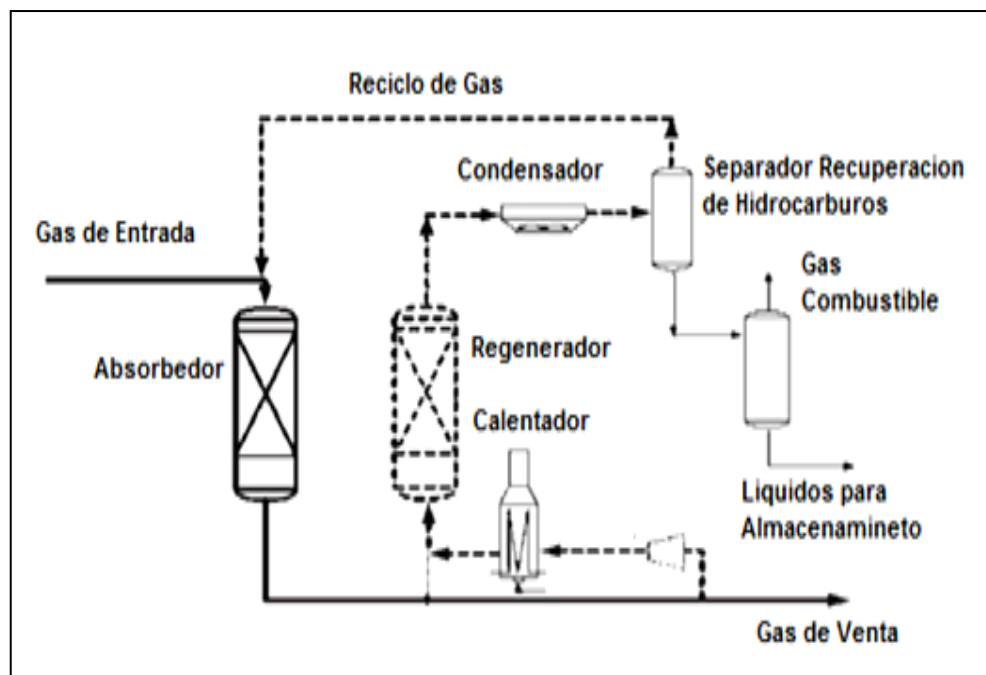 Reciclo de Gas
Condensador
Separador Recuperacion
de Hidrocarburos
Gas de Entrada
Gas
Combustible
Absorbedor
Regenerador
Calentador
Liquidos para
Almacenamineto
Gas de Venta